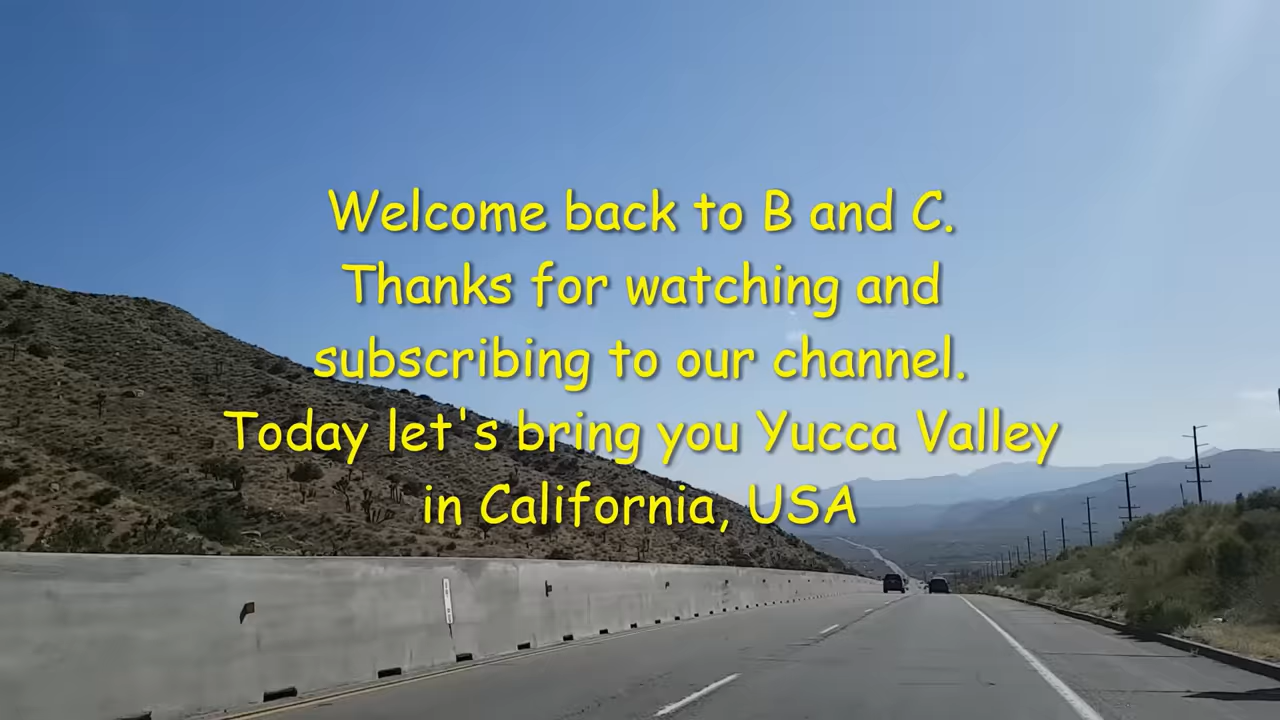 Welcome back to B and C.
Thanks for watching and
subscribing to our channel.
Today let's bring you Yucca Valley
in California, USA